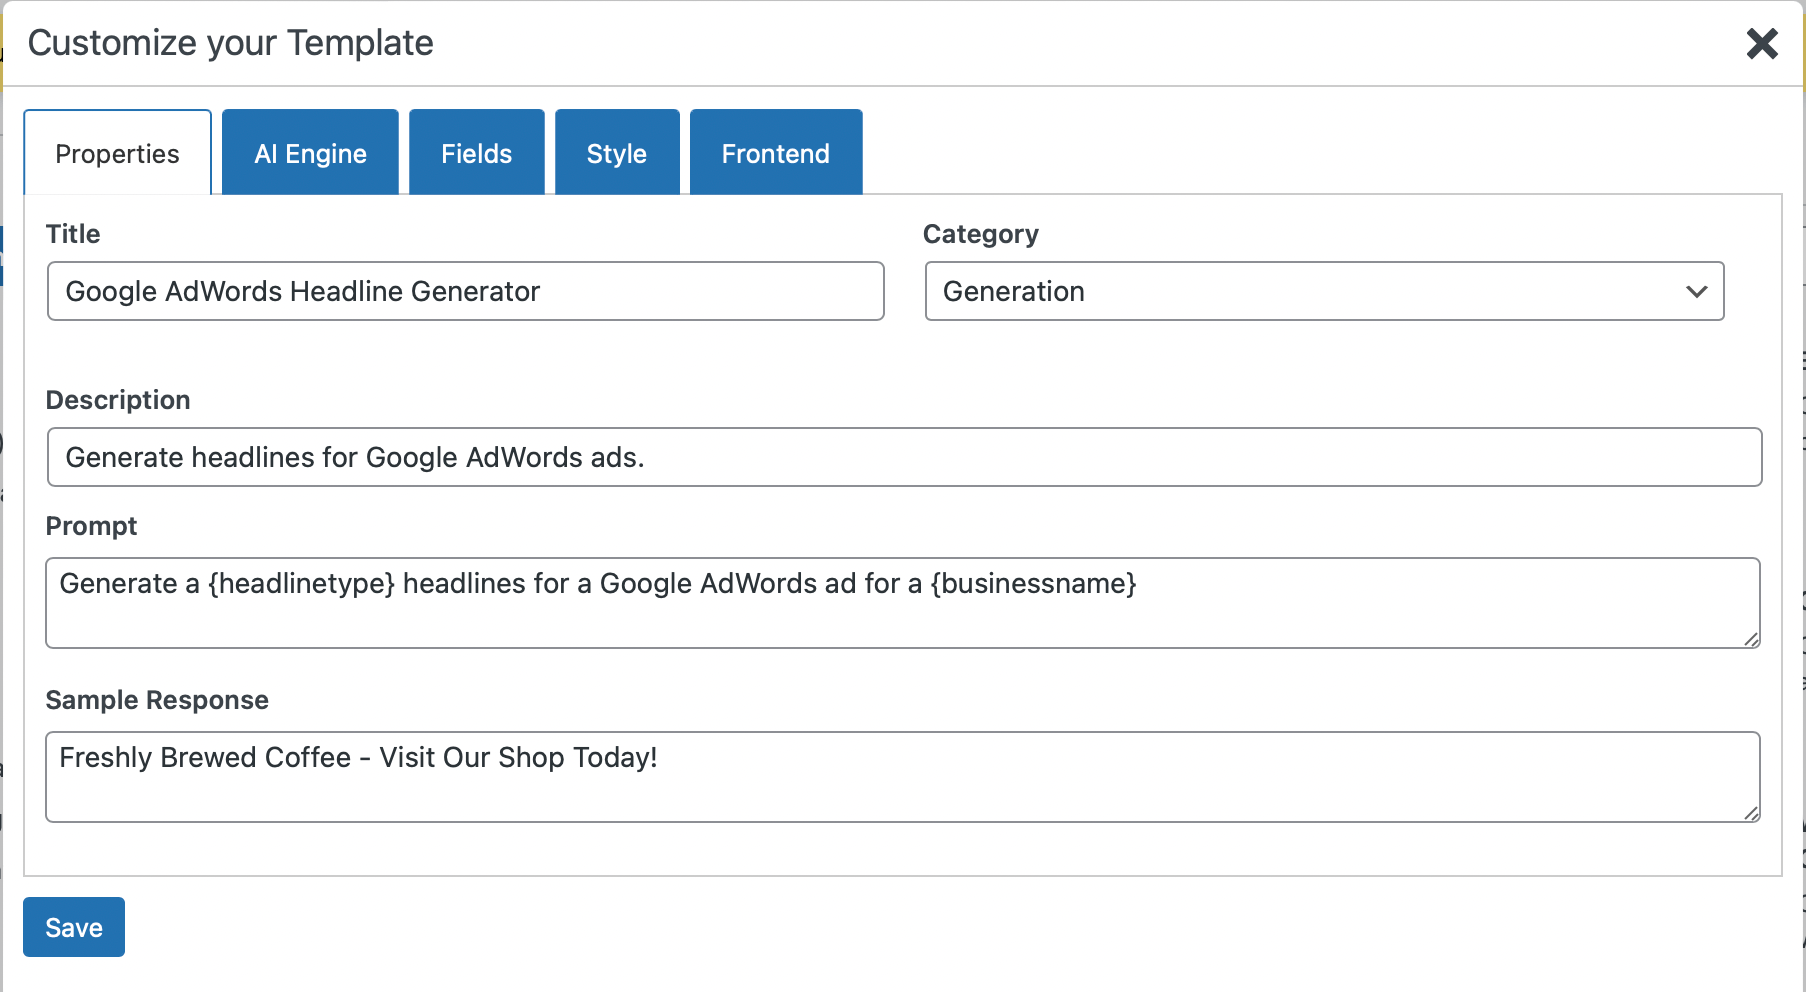 Customize your Template
Properties
AI Engine
Fields
Style
Frontend
Title
Category
Google AdWords Headline Generator
Generation
Description
Generate headlines for Google AdWords ads.
Prompt
Generate a {headlinetype} headlines for a Google AdWords ad for a {businessname}
Sample Response
Freshly Brewed Coffee - Visit Our Shop Today!
Save